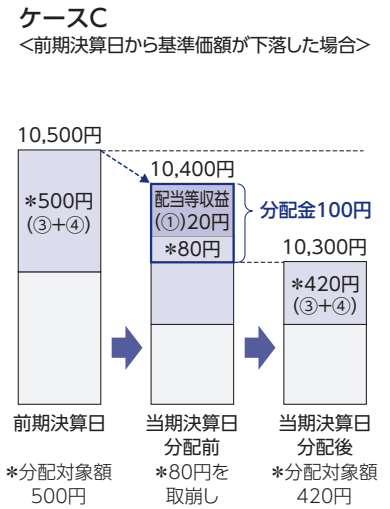 ケースC
<前期決算日から基準価額が下落した場合>
10,500円
10,400円
*500円
(③+④)
配当等収益
(①)20円
*80円
分配金100円
10,300円
*420円
(③+④)
前期決算日
当期決算日
分配前
当期決算日
分配後
*分配対象額
500円
*80円を
取崩し
*分配対象額
420円